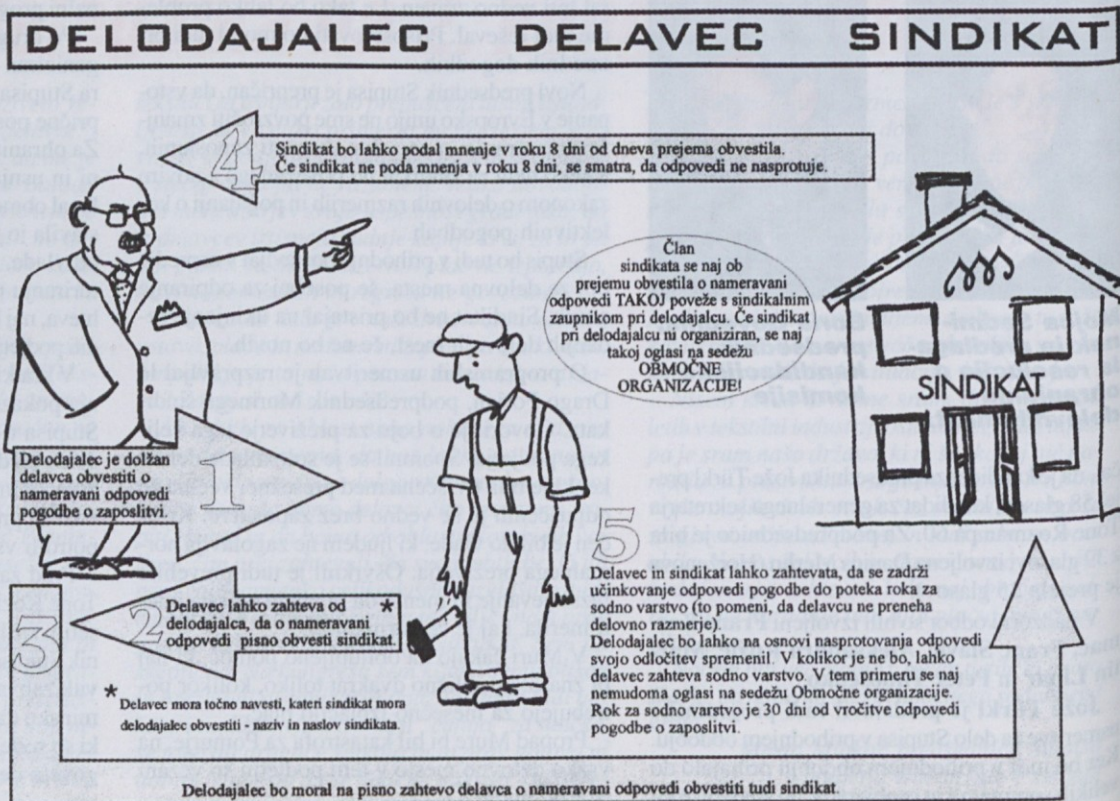 DELODAJALEC DELAVEC SINDIKAT
4
Sindikat bo lahko podal mnenje v roku 8 dni od dneva prejema obvestila.
Če sindikat ne poda mnenja v roku 8 dni, se smatra, da odpovedi ne nasprotuje.
Član
sindikata se naj ob
prejemu obvestila o nameravani
odpovedi TAKOJ poveže s sindikalnim
zaupnikom pri delodajalcu. Če sindikat
pri delodajalcu ni organiziran, se naj
takoj oglasi na sedežu
OBMOČNE
ORGANIZACIJE!
SINDIKAT
1
Delodajalec je dolžan
delavca obvestiti o
nameravani odpovedi
pogodbe o zaposlitvi.
2
Delavec lahko zahteva od *
delodajalca, da o nameravani
odpovedi pisno obvesti sindikat.
*
Delavec mora točno navesti, kateri sindikat mora
delodajalec obvestiti.
3
Delodajalec bo moral na pisno zahtevo delavca o nameravani odpovedi obvestiti tudi sindikat.
5
Delavec in sindikat lahko zahtevata, da se zadrži
učinkovanje odpovedi pogodbe do poteka roka za
sodno varstvo (to pomeni, da delavcu ne preneha
delovno razmerje).
Delodajalec bo lahko na osnovi nasprotovanja odpovedi
svojo odločitev spremenil. V kolikor je ne bo, lahko
delavec zahteva sodno varstvo. V tem primeru se naj
nemudoma oglasi na sedežu Območne organizacije.
Rok za sodno varstvo je 30 dni od vročitve odpovedi
pogodbe o zaposlitvi.